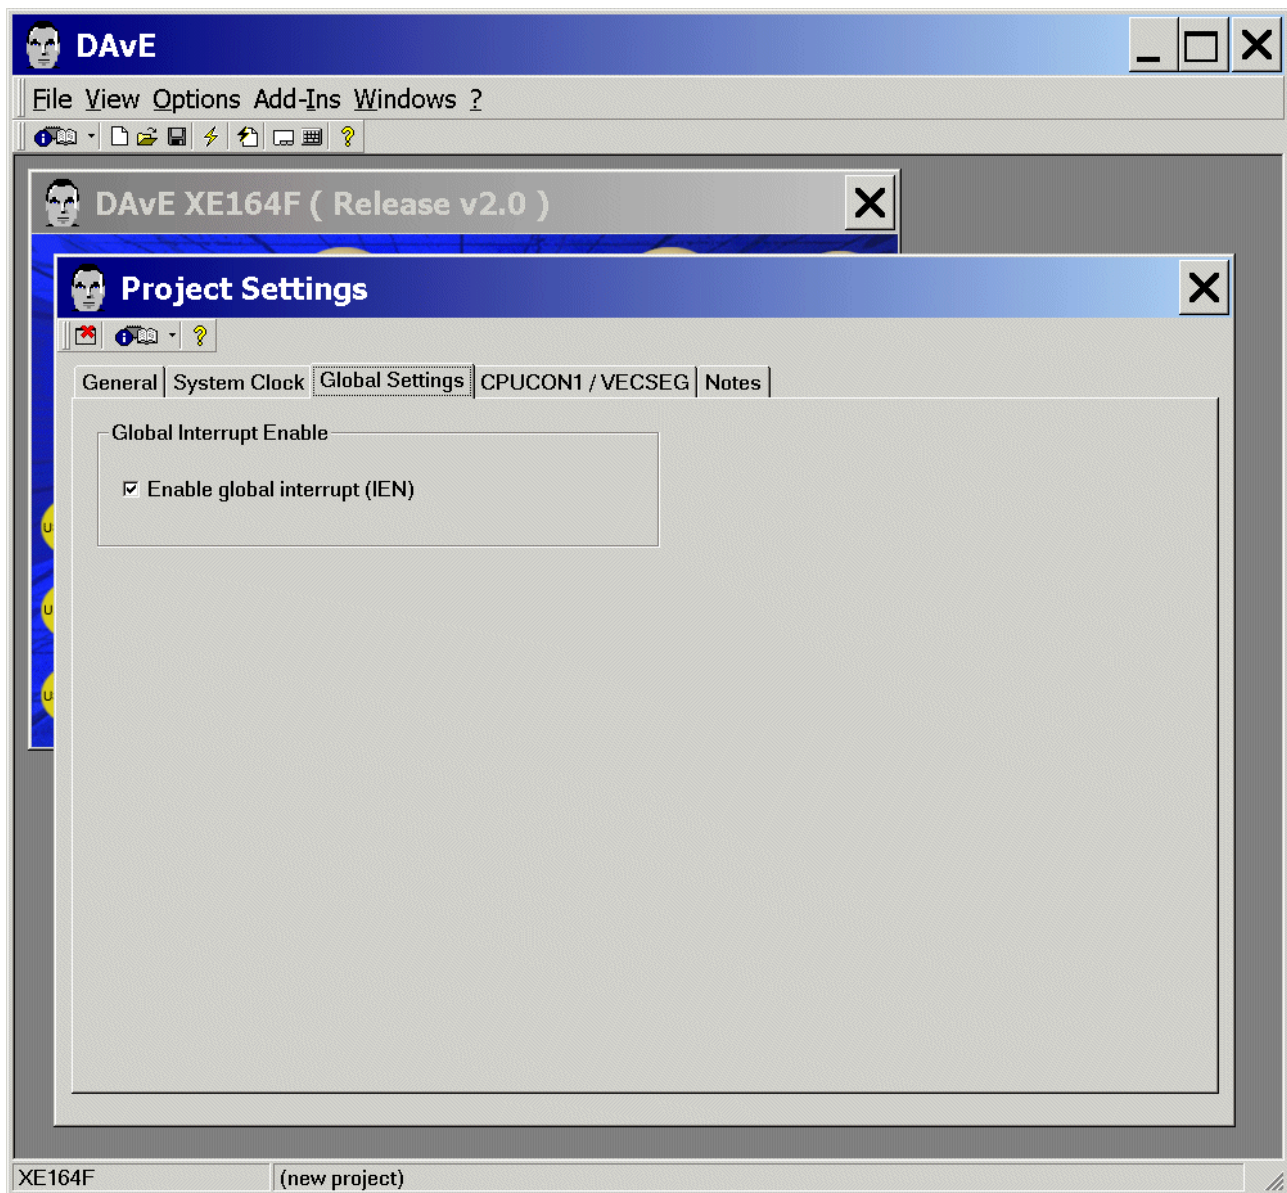 DAvE
File View Options Add-Ins Windows ?
DAvE XE164F ( Release v2.0 )
Project Settings
General System Clock Global Settings CPUCON1 / VECSEG Notes
Global Interrupt Enable
Enable global interrupt (IEN)
U
U
U
XE164F (new project)